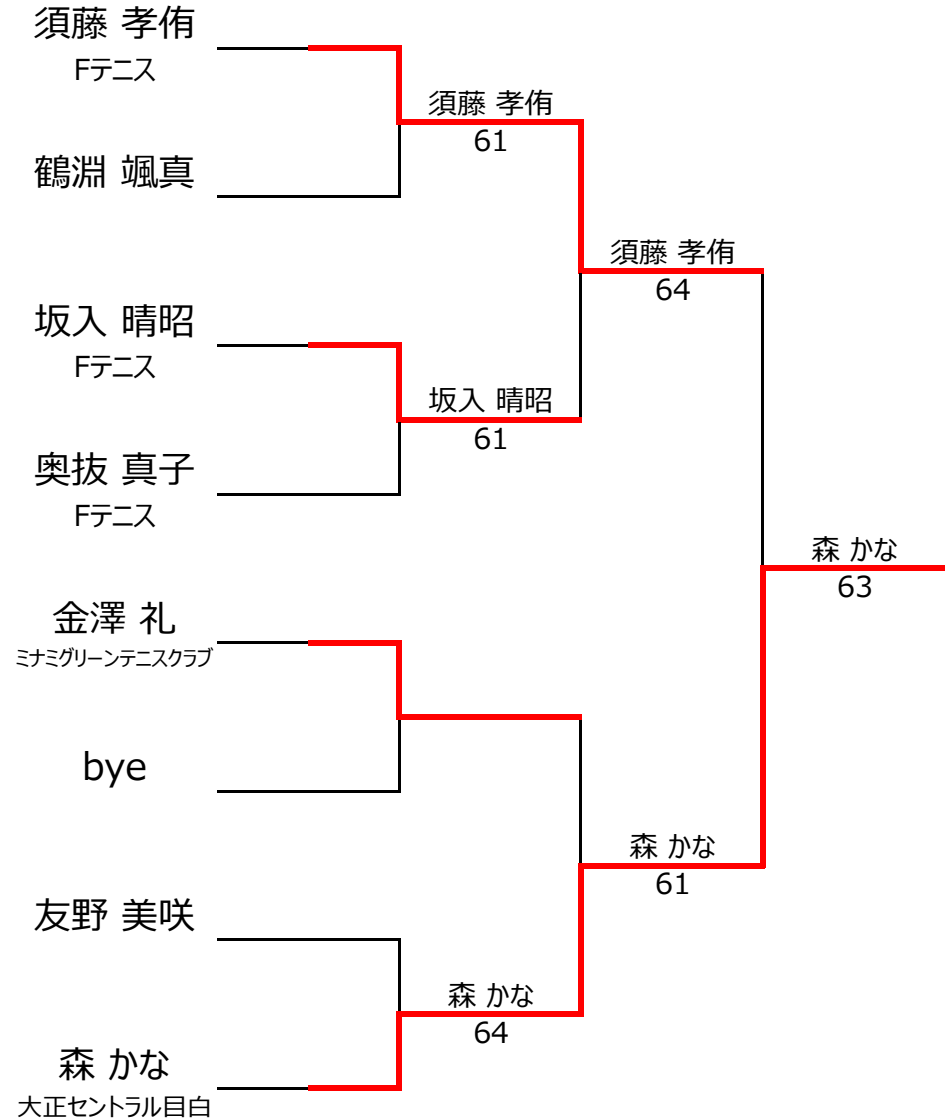 須藤 孝侑
Fテニス
鶴淵 颯真
坂入 晴昭
Fテニス
奥抜 真子
Fテニス
金澤 礼
ミナミグリーンテニスクラブ
bye
友野 美咲
森 かな
大正セントラル目白
須藤 孝侑
61
坂入 晴昭
61
森 かな
64
須藤 孝侑
64
森 かな
61
森 かな
63